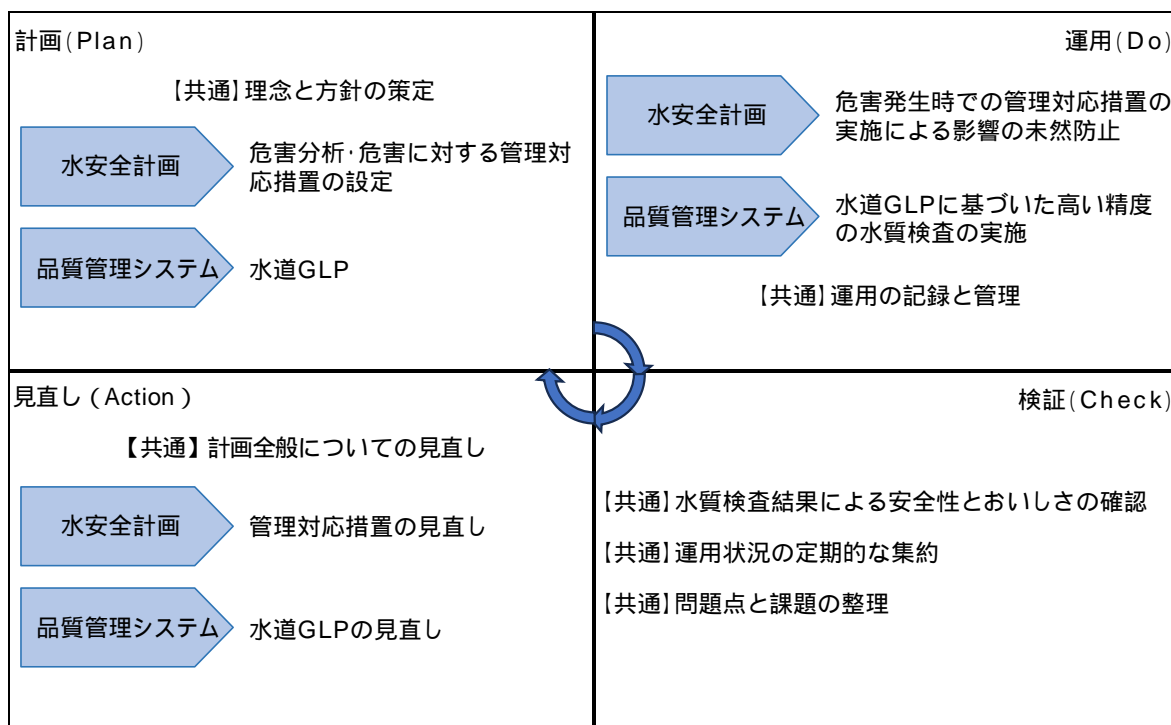 計画(Plan)
【共通】理念と方針の策定
水安全計画
危害分析・危害に対する管理対
応措置の設定
品質管理システム
水道GLP
運用(Do)
水安全計画
危害発生時での管理対応措置の
実施による影響の未然防止
品質管理システム
水道GLPに基づいた高い精度
の水質検査の実施
【共通】運用の記録と管理
見直し（Action）
【共通】計画全般についての見直し
水安全計画
管理対応措置の見直し
品質管理システム
水道GLPの見直し
検証(Check)
【共通】水質検査結果による安全性とおいしさの確認
【共通】運用状況の定期的な集約
【共通】問題点と課題の整理